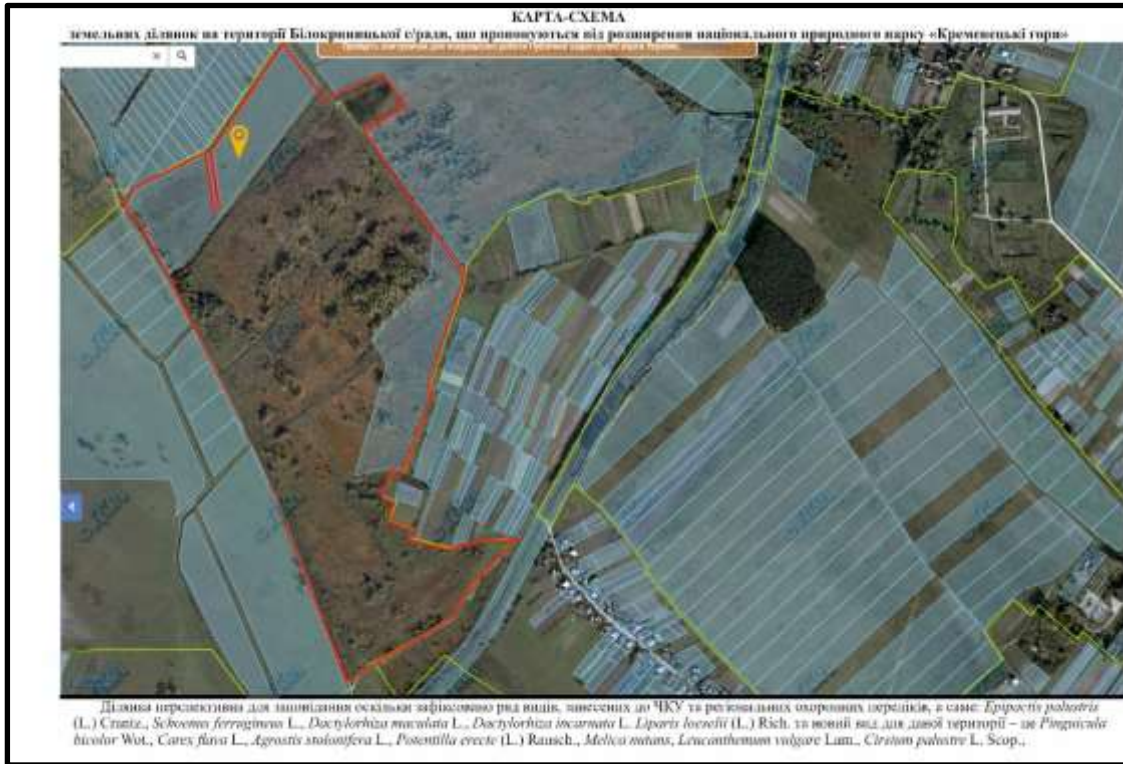 КАРТА-СХЕМА
земельних ділянок на території Білокриницької с/ради, що пропонуються під розширення національного природного парку «Кременецькі гори»
Ділянка перспективна для заповідання оскільки зафіксовано ряд видів, занесених до ЧКУ та регіональних охоронних переліків, а саме: Epipactis palustris
(L.) Crantz., Schoenus ferrugineus L., Dactylorhiza maculata L., Dactylorhiza incarnata L. Liparis loeselii (L.) Rich. та новий вид для даної території – це Pinguicula
bicolor Wol., Carex flava L., Agrostis stolonifera L., Potentilla erecte (L.) Rausch., Melica nutans, Leucanthemum vulgare Lam., Cirsium palustre L. Scop.,